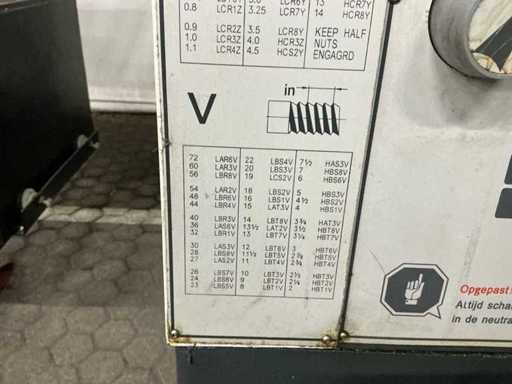 LCR6Y 13 HCR7Y
0.8 LCR1Z 3.25 LCR7Y 14 HCR8Y
0.9 LCR2Z 3.5 LCR8Y KEEP HALF
1.0 LCR3Z 4.0 HCR3Z NUTS
1.1 LCR4Z 4.5 HCS2Y ENGAGRD
in
V
72 LAR6V 22 LBS4V 7½ HAS3V
60 LAR3V 20 LBS3V 7 HBS8V
56 LBR8V 19 LCS2V 6 HBS6V
54 LAR2V 18 LBS2V 5 HBS3V
48 LBR6V 16 LBS1V 4½ HBS2V
44 LBR4V 15 LAT3V 4 HBS1V
40 LBR3V 14 LBT8V 3¾ HAT3V
36 LAS6V 13½ LAT2V 3½ HBT8V
32 LBR1V 13 LBT7V 3¼ HBT7V
30 LAS3V 12 LBT6V 3 HBT6V
28 LBS8V 11½ LBT5V 2⅞ HBT5V
27 LAS2V 11 LBT4V 2¾ HBT4V
26 LBS7V 10 LBT3V 2½ HBT3V
24 LBS6V 9 LBT2V 2¼ HBT2V
23 LBS5V 8 LBT1V 2 HBT1V
Opgepast!
Altijd scha
in de neutra